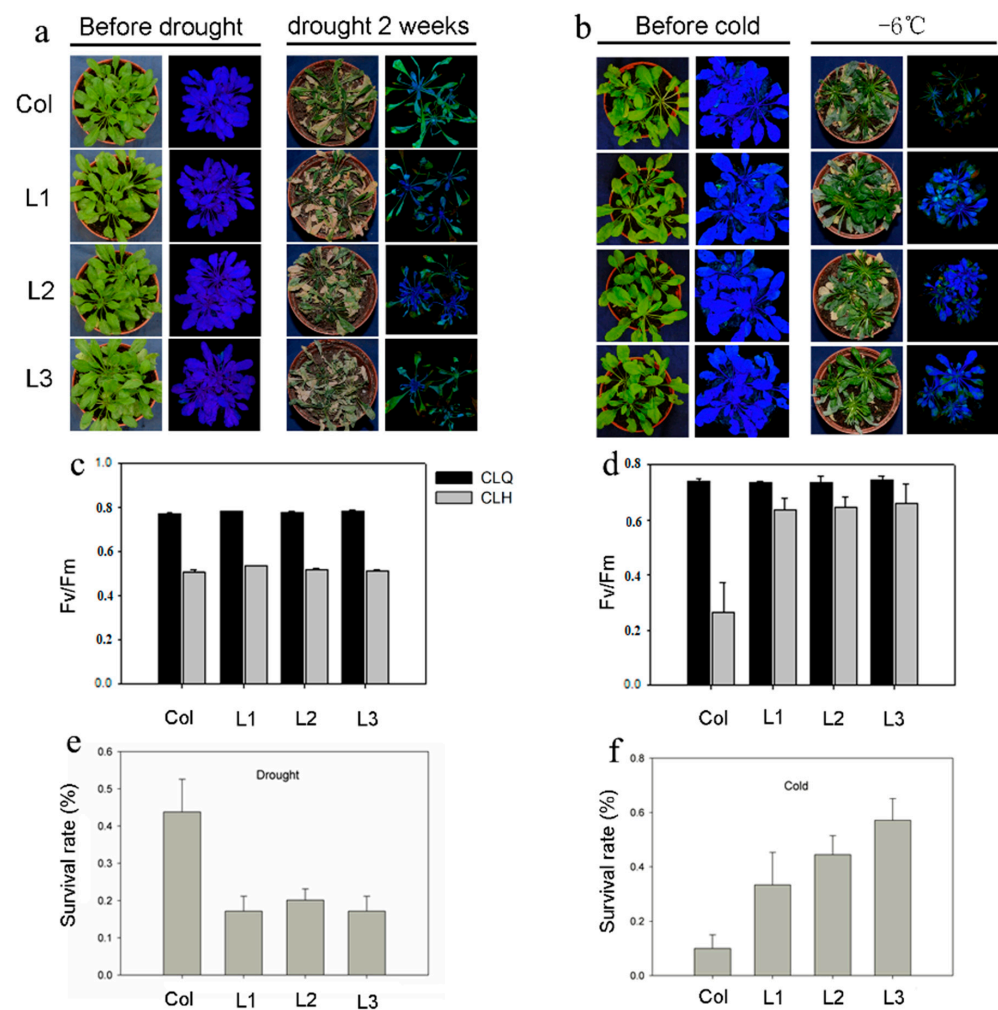 a
Before drought
drought 2 weeks
Col
L1
L2
L3
b
Before cold
-6℃
c
Fv/Fm
1.0
0.8
0.6
0.4
0.2
0.0
CLQ
CLH
Col
L1
L2
L3
d
Fv/Fm
0.8
0.6
0.4
0.2
0.0
Col
L1
L2
L3
e
Survival rate (%)
0.6
0.5
0.4
0.3
0.2
0.1
0.0
Drought
Col
L1
L2
L3
f
Survival rate (%)
0.8
0.6
0.4
0.2
0.0
Cold
Col
L1
L2
L3